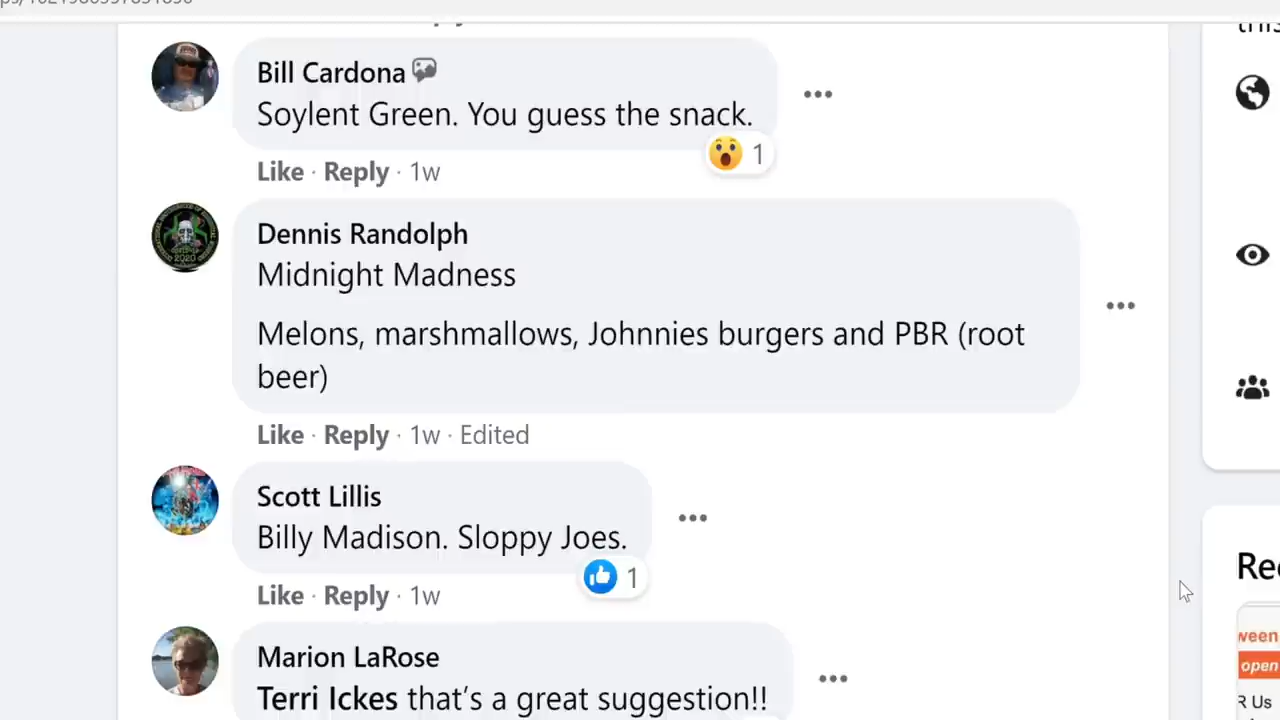 Bill Cardona
Soylent Green. You guess the snack.
1
Like · Reply · 1w
Dennis Randolph
Midnight Madness
Melons, marshmallows, Johnnies burgers and PBR (root
beer)
Like · Reply · 1w · Edited
Scott Lillis
Billy Madison. Sloppy Joes.
1
Like · Reply · 1w
Marion LaRose
Terri Ickes that's a great suggestion!!
open
R Us